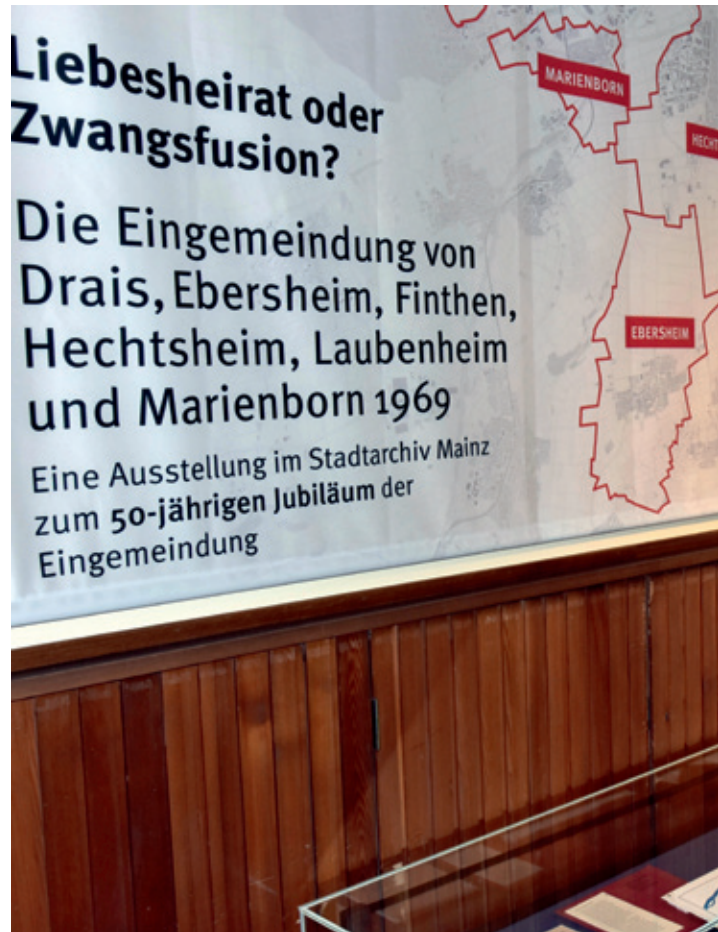 Liebesheirat oder
Zwangsfusion?
Die Eingemeindung von
Drais, Ebersheim, Finthen,
Hechtsheim, Laubenheim
und Marienborn 1969
Eine Ausstellung im Stadtarchiv Mainz
zum 50-jährigen Jubiläum der
Eingemeindung
MARIENBORN
HECHT
EBERSHEIM